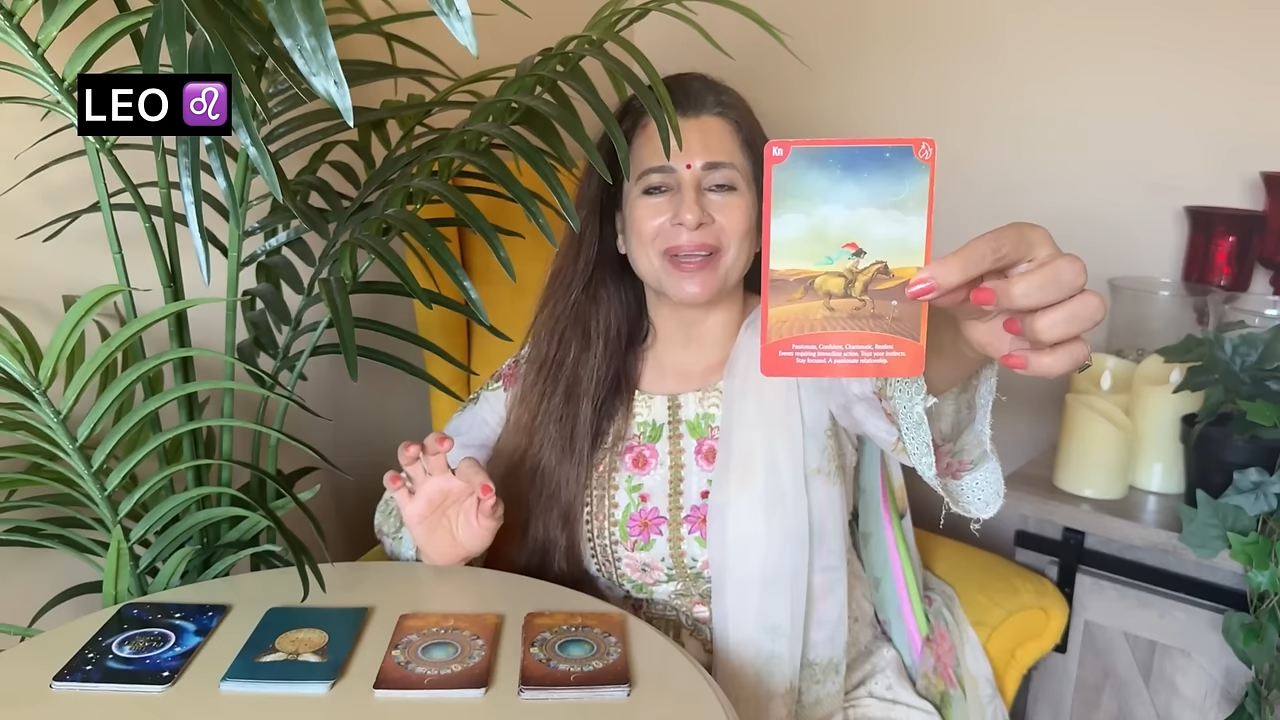 LEO ♌
Kn
Passionate, Confident, Charismatic, Restless
Events requiring immediate action. Trust your instincts.
Stay focused. A passionate relationship.